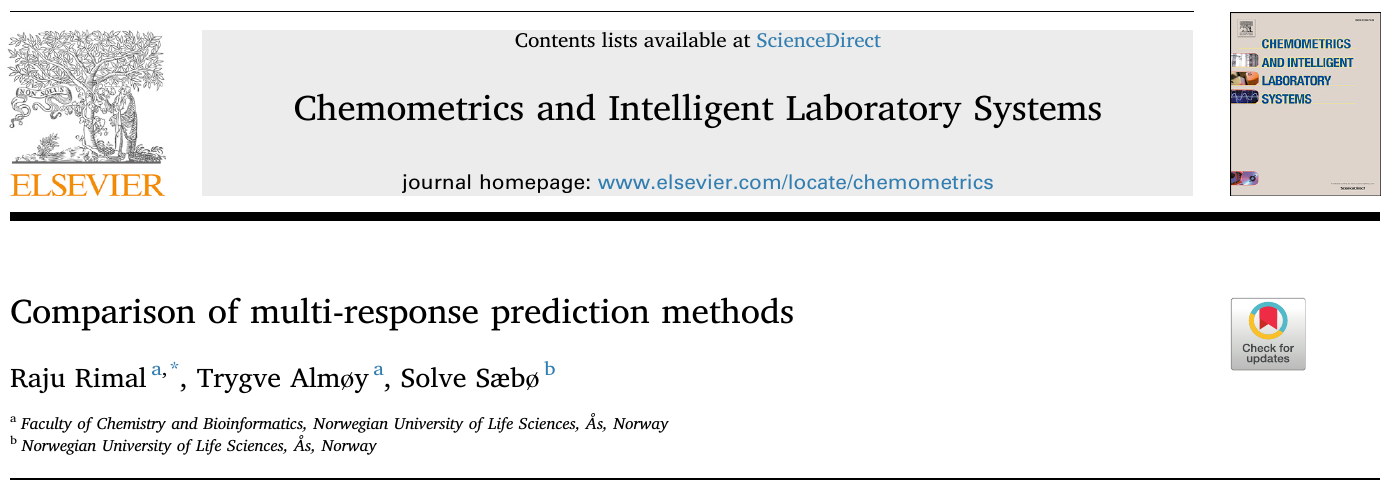 Contents lists available at ScienceDirect
Chemometrics and Intelligent Laboratory Systems
journal homepage: www.elsevier.com/locate/chemometrics
NON SOLUS
ELSEVIER
CHEMOMETRICS
AND INTELLIGENT
LABORATORY
SYSTEMS
ScienceDirect
Comparison of multi-response prediction methods
Check for
updates
Raju Rimal a,*, Trygve Almøy a, Solve Sæbø b
a Faculty of Chemistry and Bioinformatics, Norwegian University of Life Sciences, Ås, Norway
b Norwegian University of Life Sciences, Ås, Norway